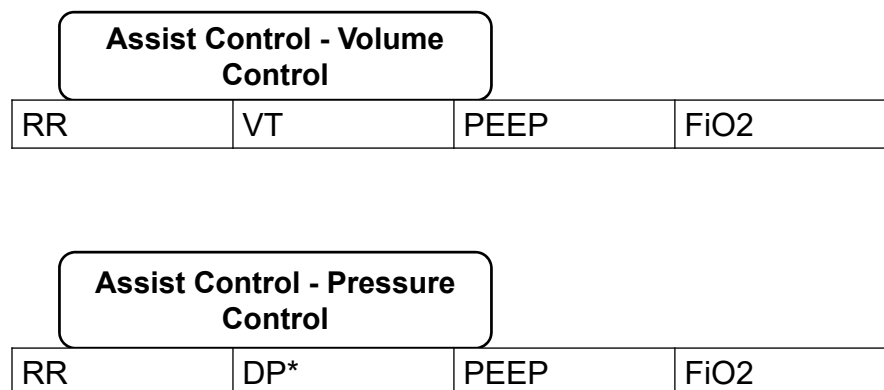 Assist Control - Volume
Control
RR VT PEEP FiO2
Assist Control - Pressure
Control
RR DP* PEEP FiO2